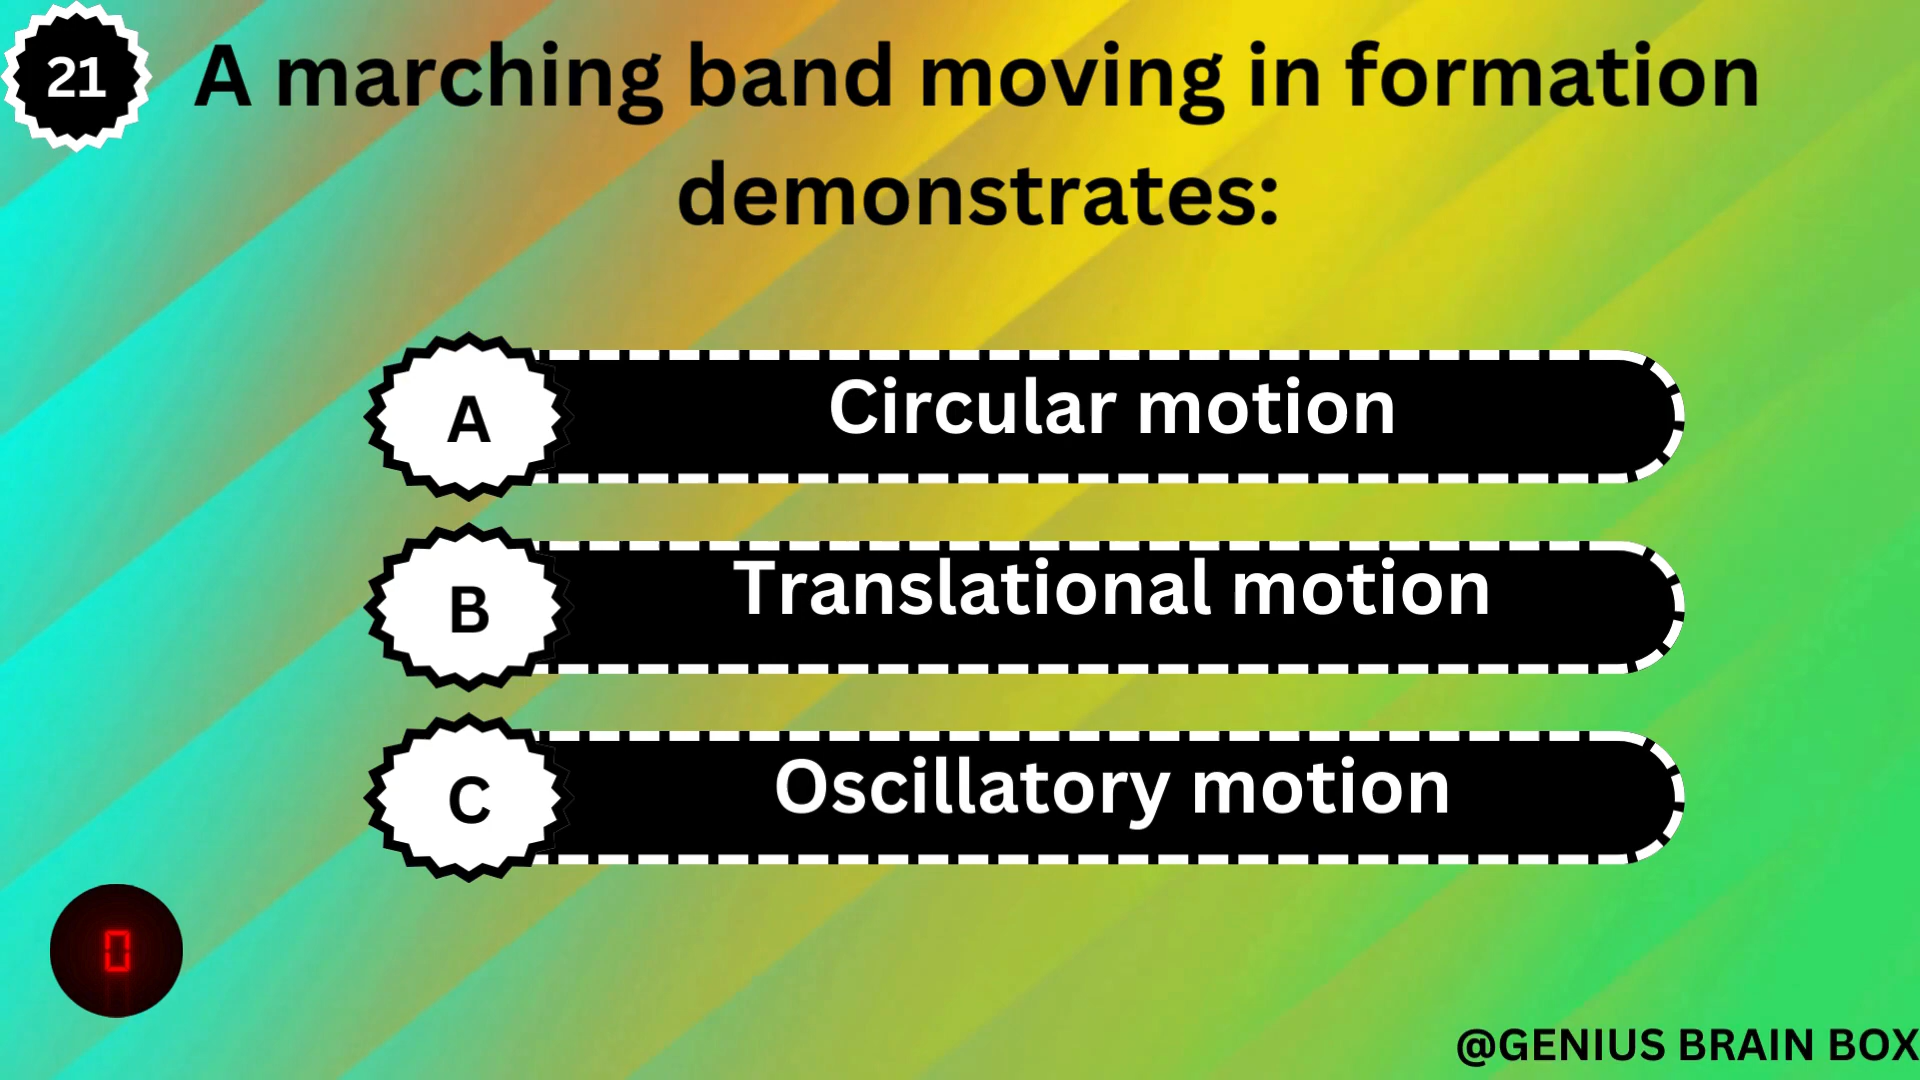 21
A marching band moving in formation
demonstrates:
A
Circular motion
B
Translational motion
C
Oscillatory motion
0
@GENIUS BRAIN BOX